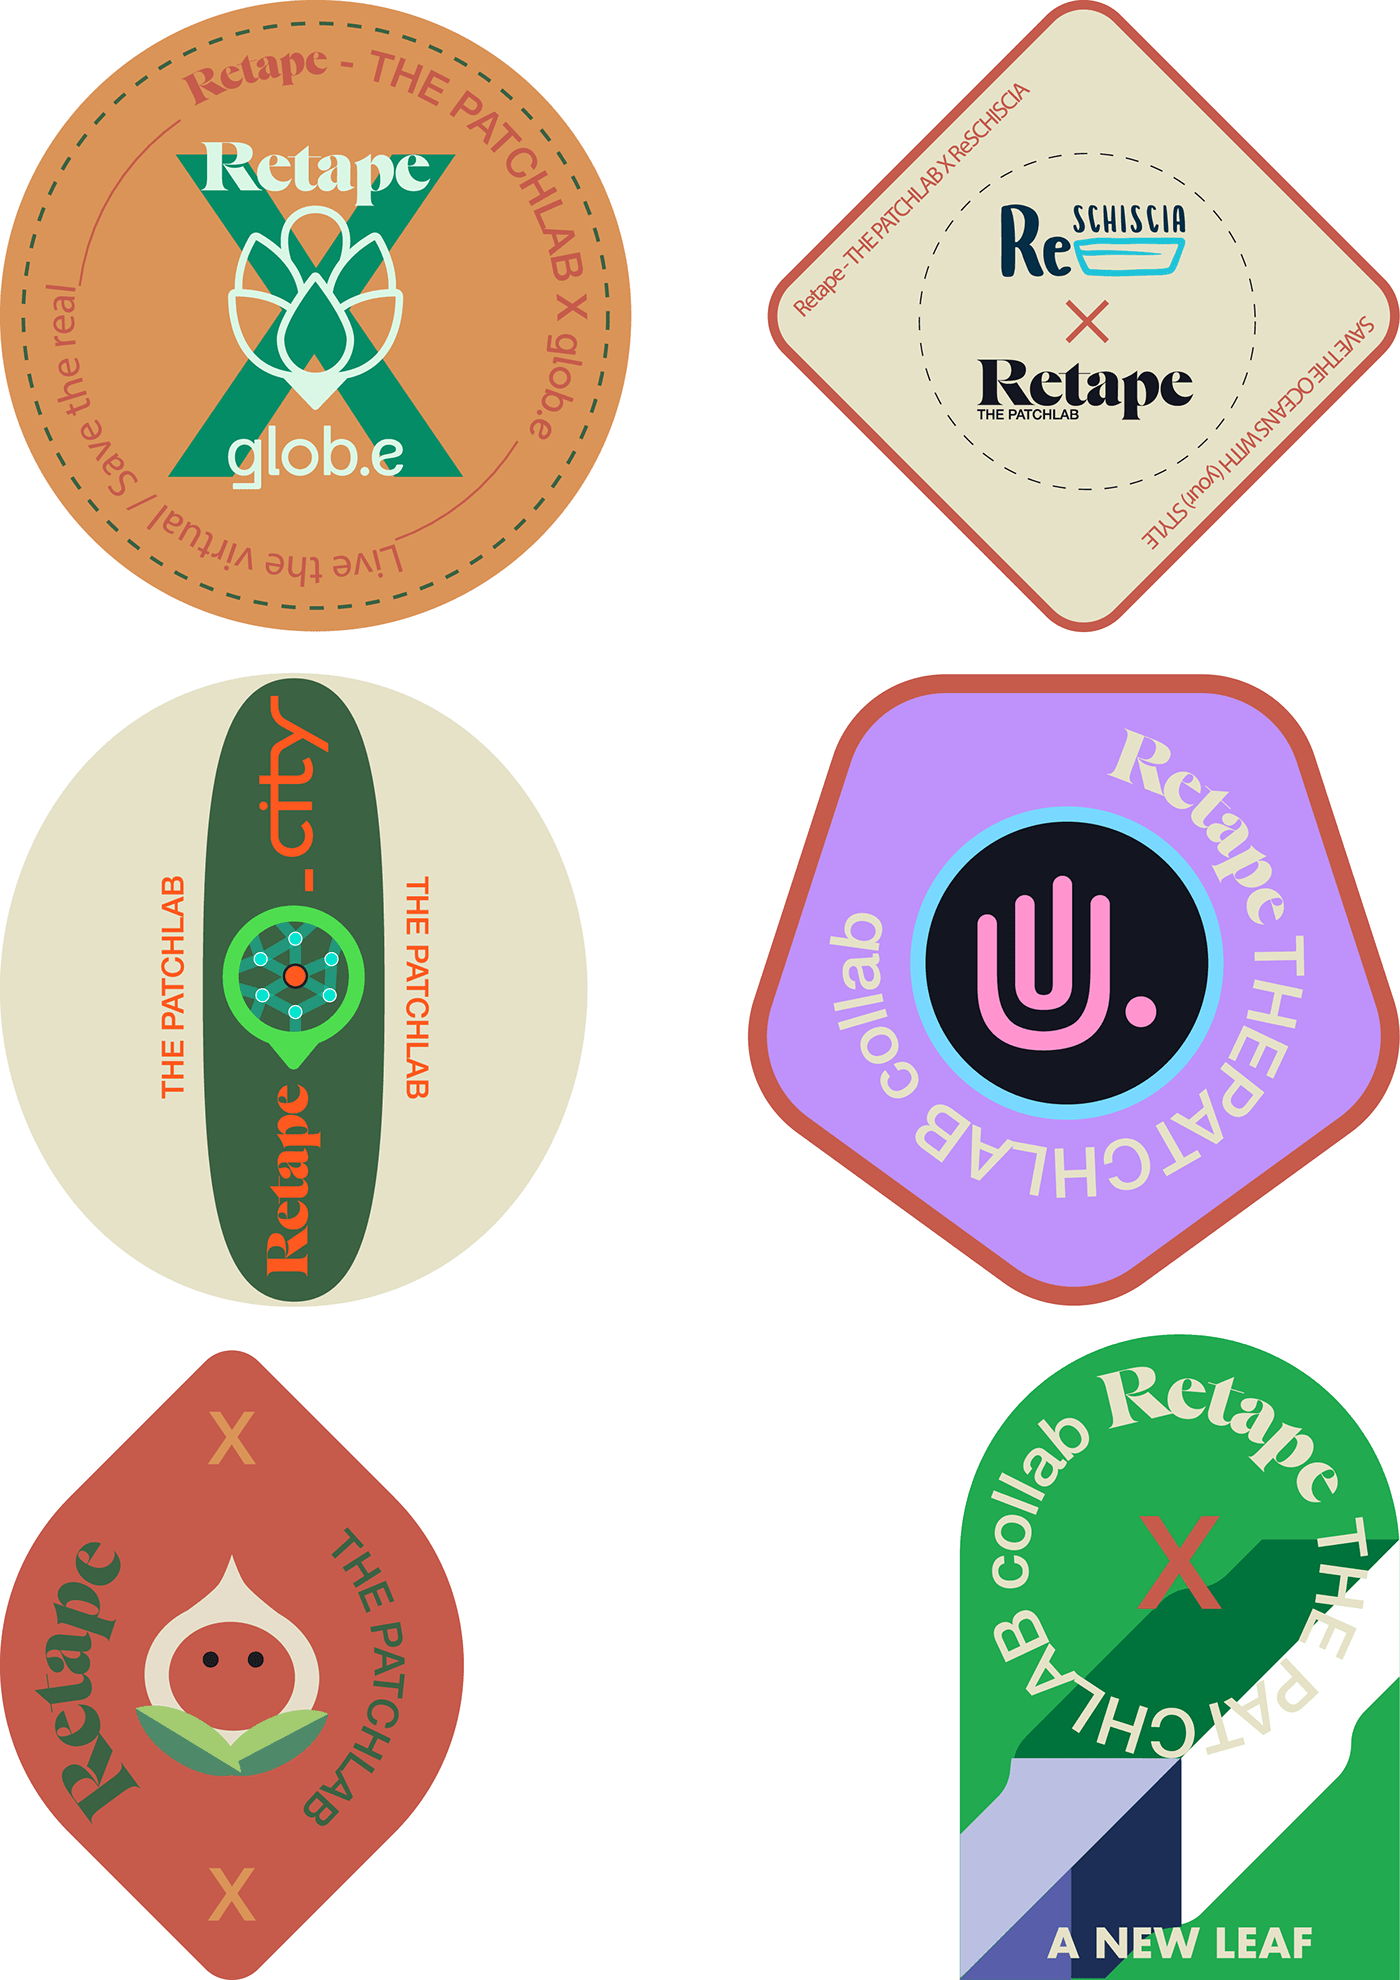 Retape - THE PATCHLAB X glob.e
Live the virtual / Save the real
Retape
X
glob.e
Retape - THE PATCHLAB X ReSCHISCIA
Re SCHISCIA
X
Retape
THE PATCHLAB
SAVE THE OCEANS WITH (your) STYLE
THE PATCHLAB
Retape - city
THE PATCHLAB
Retape THEPATCHLAB collab
X
Retape
THE PATCHLAB
X
Retape THE PATCHLAB collab
X
A NEW LEAF